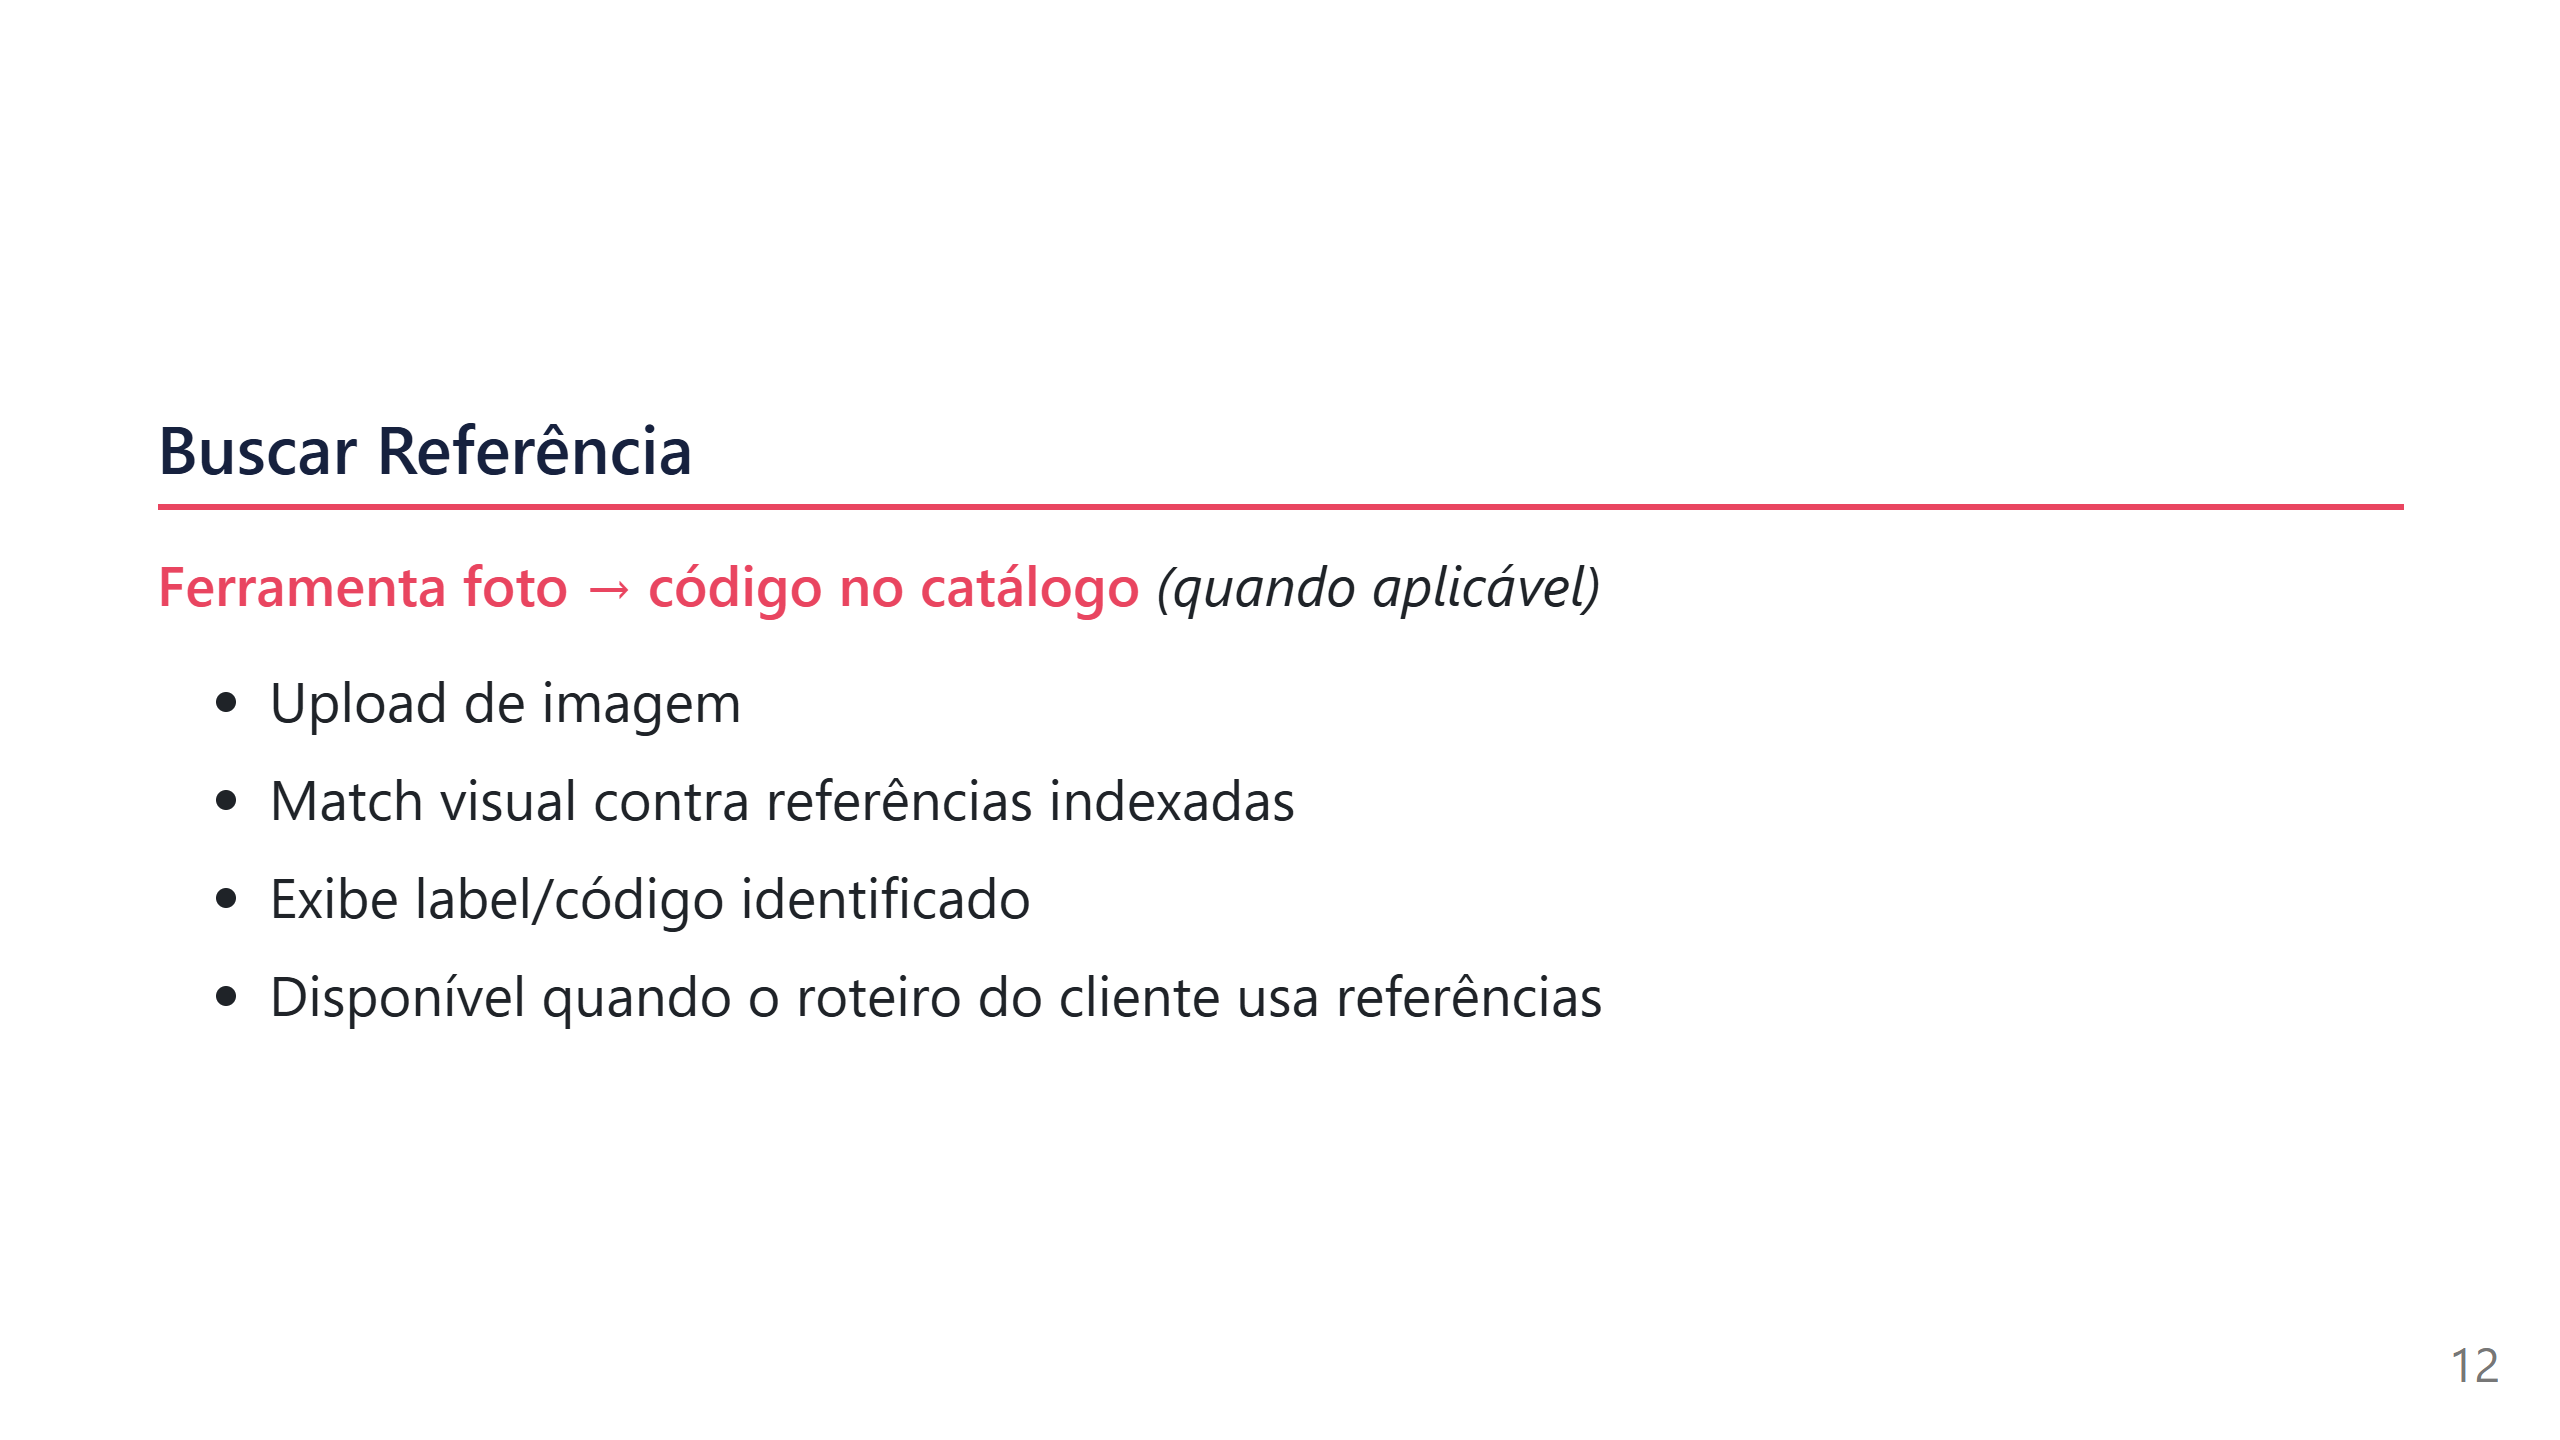 Buscar Referência
Ferramenta foto → código no catálogo (quando aplicável)
• Upload de imagem
• Match visual contra referências indexadas
• Exibe label/código identificado
• Disponível quando o roteiro do cliente usa referências
12